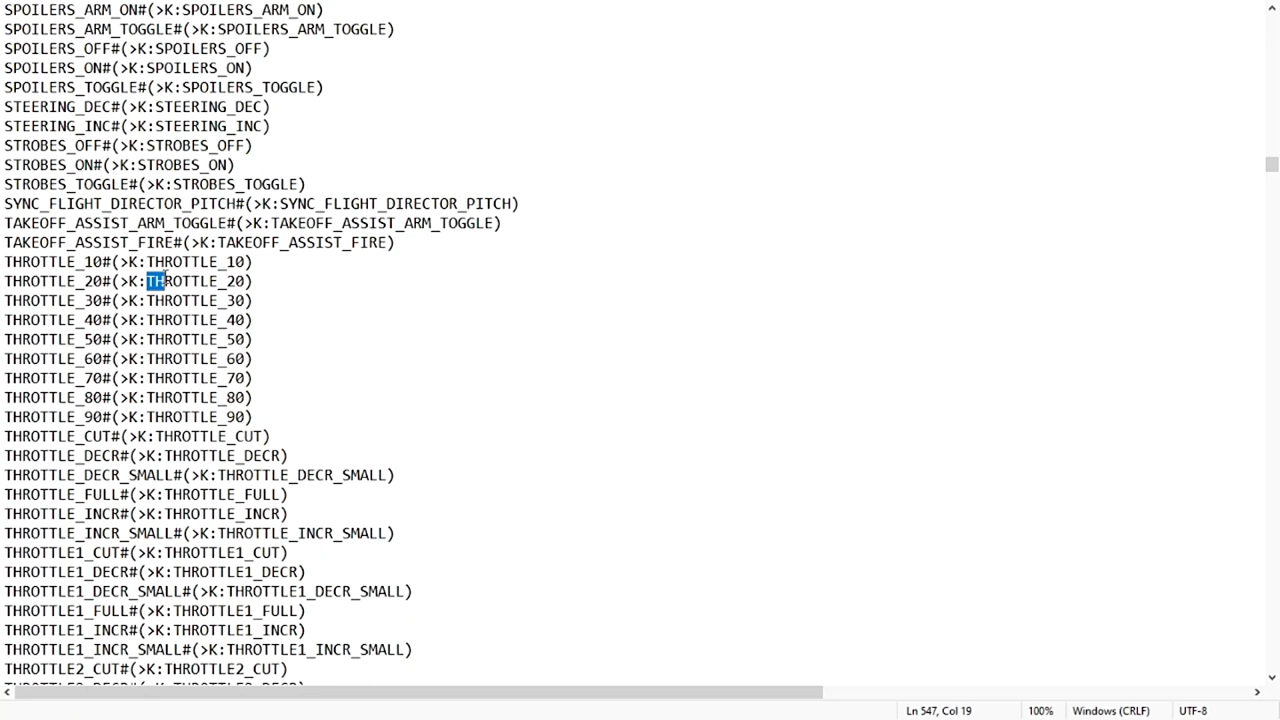 SPOILERS_ARM_ON#(>K:SPOILERS_ARM_ON)
SPOILERS_ARM_TOGGLE#(>K:SPOILERS_ARM_TOGGLE)
SPOILERS_OFF#(>K:SPOILERS_OFF)
SPOILERS_ON#(>K:SPOILERS_ON)
SPOILERS_TOGGLE#(>K:SPOILERS_TOGGLE)
STEERING_DEC#(>K:STEERING_DEC)
STEERING_INC#(>K:STEERING_INC)
STROBES_OFF#(>K:STROBES_OFF)
STROBES_ON#(>K:STROBES_ON)
STROBES_TOGGLE#(>K:STROBES_TOGGLE)
SYNC_FLIGHT_DIRECTOR_PITCH#(>K:SYNC_FLIGHT_DIRECTOR_PITCH)
TAKEOFF_ASSIST_ARM_TOGGLE#(>K:TAKEOFF_ASSIST_ARM_TOGGLE)
TAKEOFF_ASSIST_FIRE#(>K:TAKEOFF_ASSIST_FIRE)
THROTTLE_10#(>K:THROTTLE_10)
THROTTLE_20#(>K:THROTTLE_20)
THROTTLE_30#(>K:THROTTLE_30)
THROTTLE_40#(>K:THROTTLE_40)
THROTTLE_50#(>K:THROTTLE_50)
THROTTLE_60#(>K:THROTTLE_60)
THROTTLE_70#(>K:THROTTLE_70)
THROTTLE_80#(>K:THROTTLE_80)
THROTTLE_90#(>K:THROTTLE_90)
THROTTLE_CUT#(>K:THROTTLE_CUT)
THROTTLE_DECR#(>K:THROTTLE_DECR)
THROTTLE_DECR_SMALL#(>K:THROTTLE_DECR_SMALL)
THROTTLE_FULL#(>K:THROTTLE_FULL)
THROTTLE_INCR#(>K:THROTTLE_INCR)
THROTTLE_INCR_SMALL#(>K:THROTTLE_INCR_SMALL)
THROTTLE1_CUT#(>K:THROTTLE1_CUT)
THROTTLE1_DECR#(>K:THROTTLE1_DECR)
THROTTLE1_DECR_SMALL#(>K:THROTTLE1_DECR_SMALL)
THROTTLE1_FULL#(>K:THROTTLE1_FULL)
THROTTLE1_INCR#(>K:THROTTLE1_INCR)
THROTTLE1_INCR_SMALL#(>K:THROTTLE1_INCR_SMALL)
THROTTLE2_CUT#(>K:THROTTLE2_CUT)
Ln 547, Col 19 100% Windows (CRLF) UTF-8